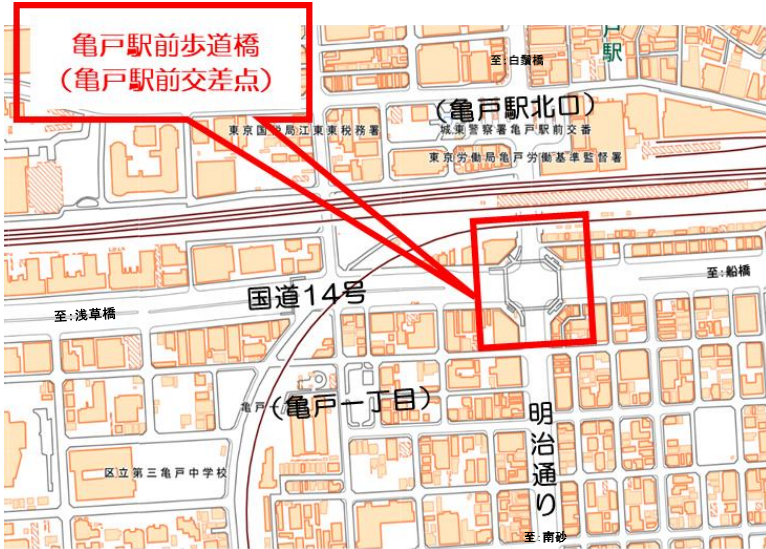 亀戸駅前歩道橋
（亀戸駅前交差点）
戸駅
至:白鬚橋
（亀戸駅北口）
東京国税局江東東税務署
城東警察署亀戸駅前交番
東京労働局亀戸労働基準監督署
国道14号
至:浅草橋
至:船橋
亀戸一
（亀戸一丁目）
明治通り
区立第三亀戸中学校
至:南砂